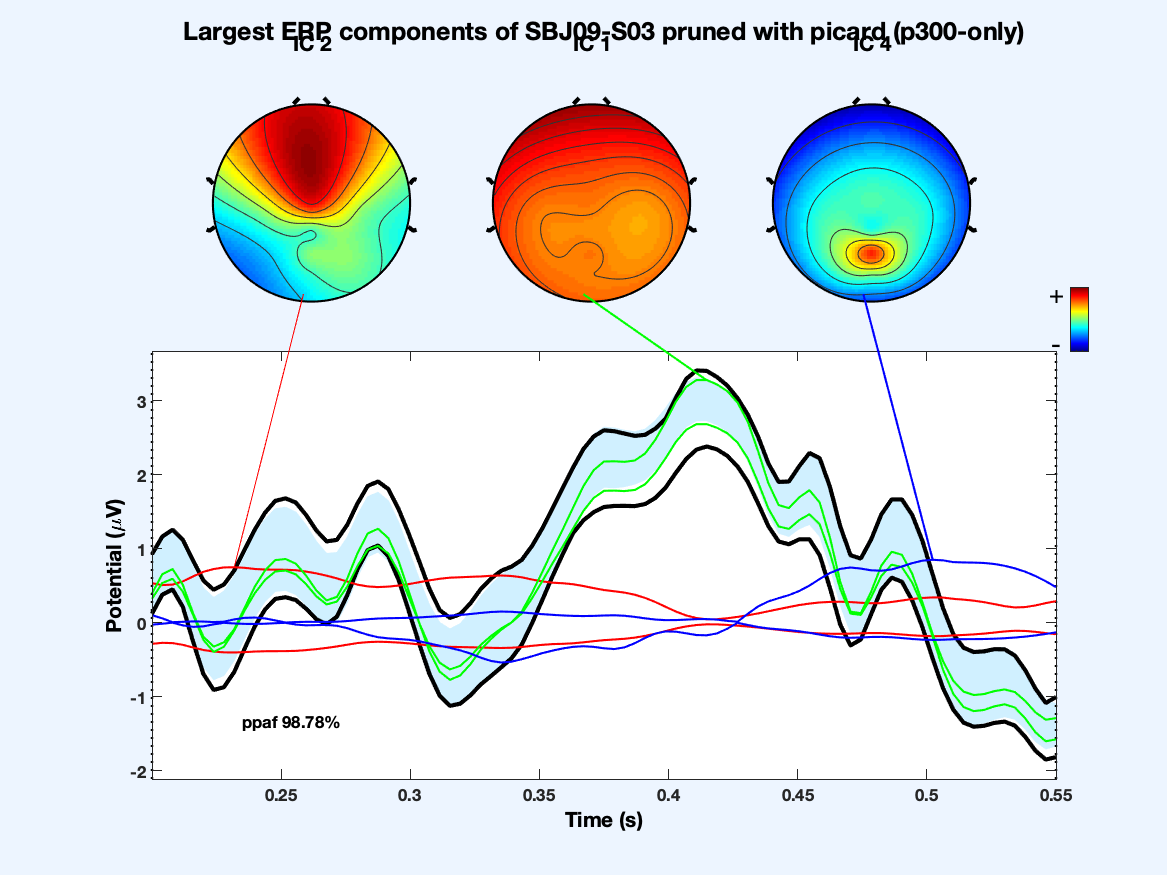 Largest ERP components of SBJ09-S03 pruned with picard (p300-only)
IC 2
IC 1
IC 4
+
-
3
2
1
0
-1
-2
Potential (μV)
ppaf 98.78%
0.25
0.3
0.35
0.4
0.45
0.5
0.55
Time (s)